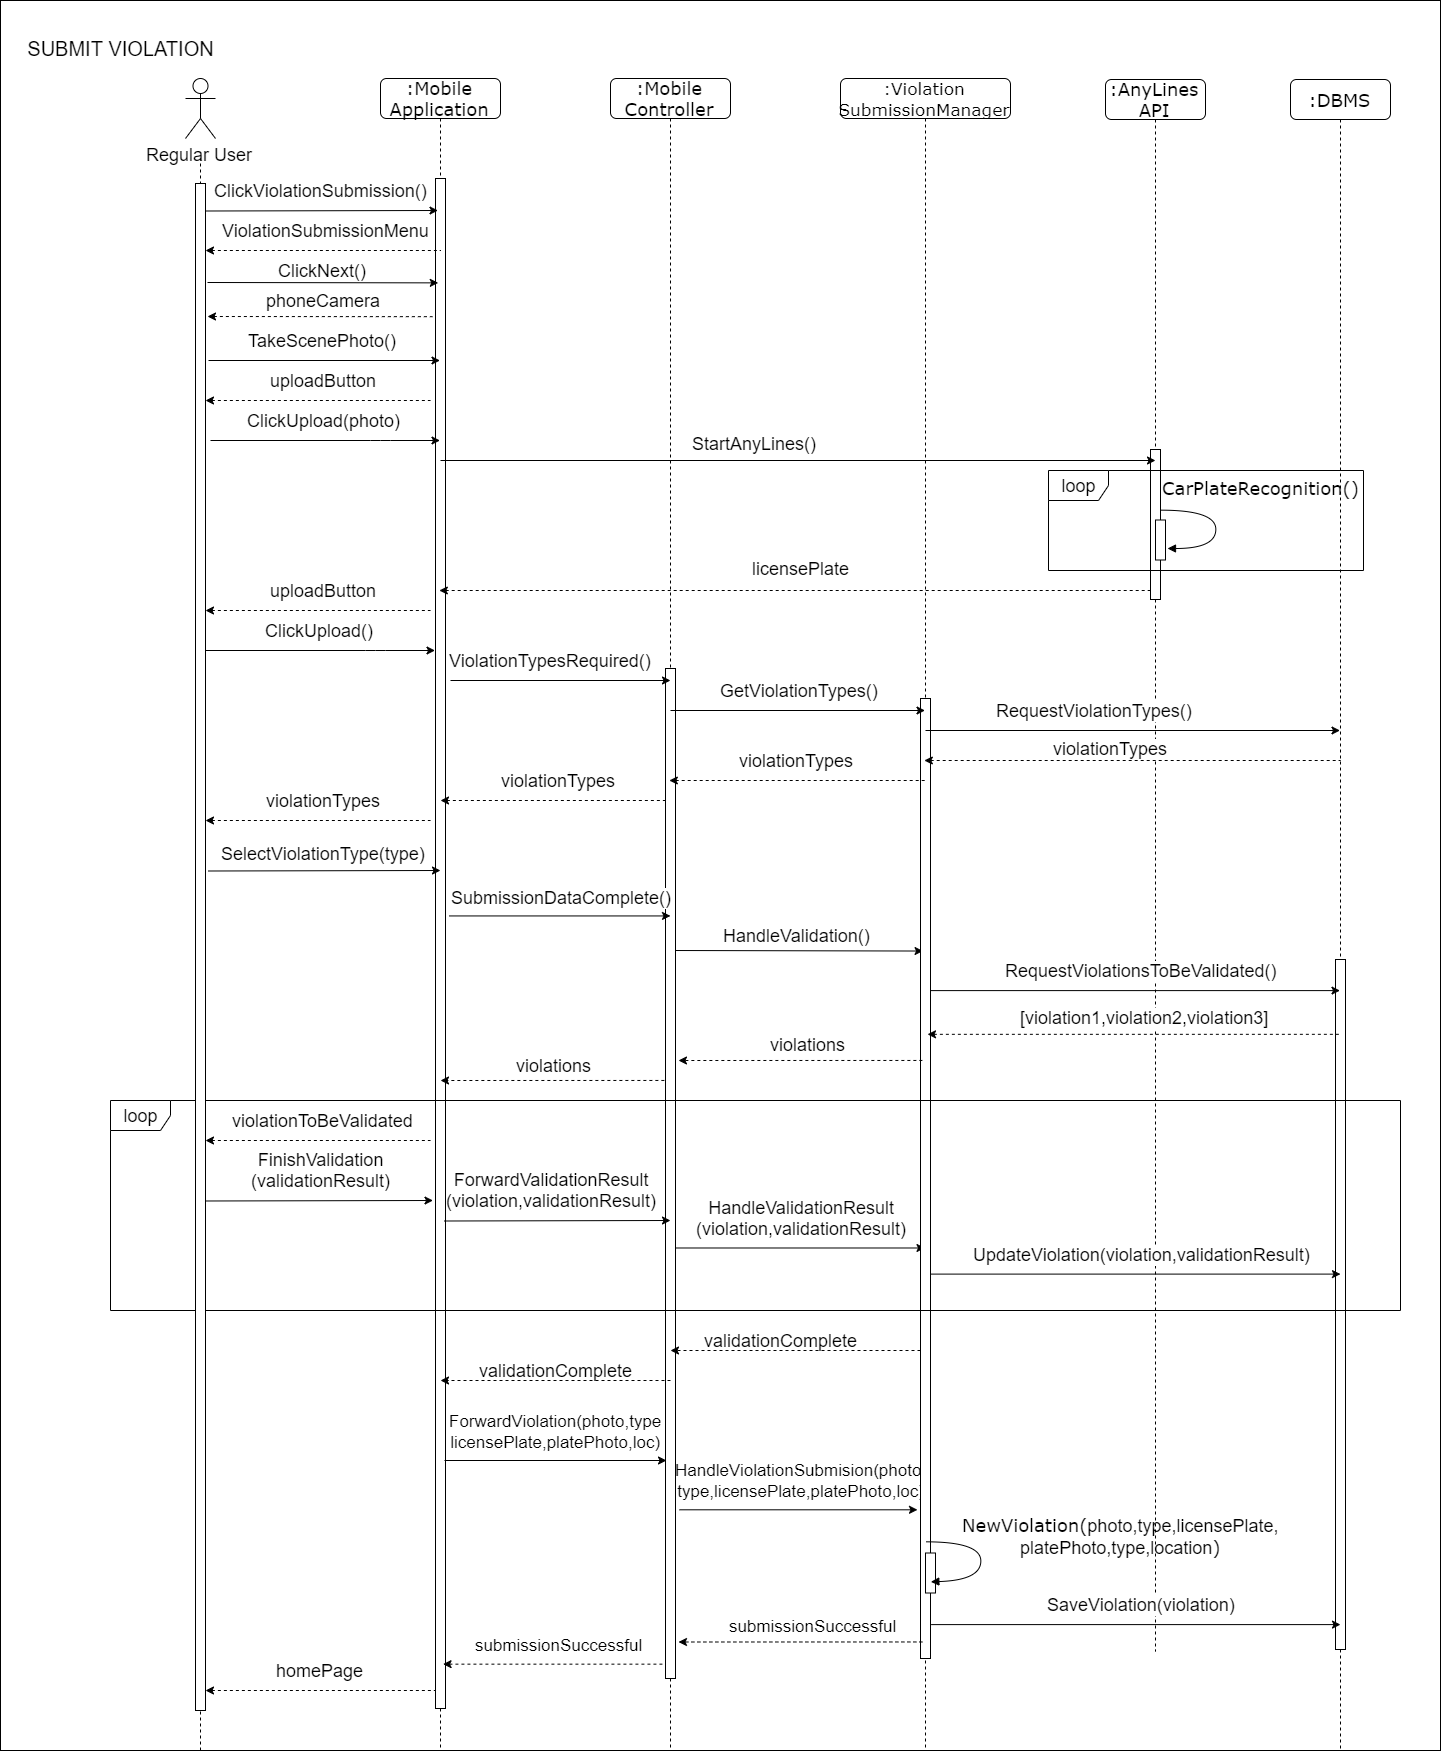 SUBMIT VIOLATION
Regular User
:Mobile
Application
:Mobile
Controller
:Violation
SubmissionManager
:AnyLines
API
:DBMS
ClickViolationSubmission()
ViolationSubmissionMenu
ClickNext()
phoneCamera
TakeScenePhoto()
uploadButton
ClickUpload(photo)
StartAnyLines()
loop
CarPlateRecognition()
licensePlate
uploadButton
ClickUpload()
ViolationTypesRequired()
GetViolationTypes()
RequestViolationTypes()
violationTypes
violationTypes
violationTypes
violationTypes
SelectViolationType(type)
SubmissionDataComplete()
HandleValidation()
RequestViolationsToBeValidated()
[violation1,violation2,violation3]
violations
violations
loop
violationToBeValidated
FinishValidation
(validationResult)
ForwardValidationResult
(violation,validationResult)
HandleValidationResult
(violation,validationResult)
UpdateViolation(violation,validationResult)
validationComplete
validationComplete
ForwardViolation(photo,type
licensePlate,platePhoto,loc)
HandleViolationSubmision(photo
type,licensePlate,platePhoto,loc
NewViolation(photo,type,licensePlate,
platePhoto,type,location)
SaveViolation(violation)
submissionSuccessful
submissionSuccessful
homePage